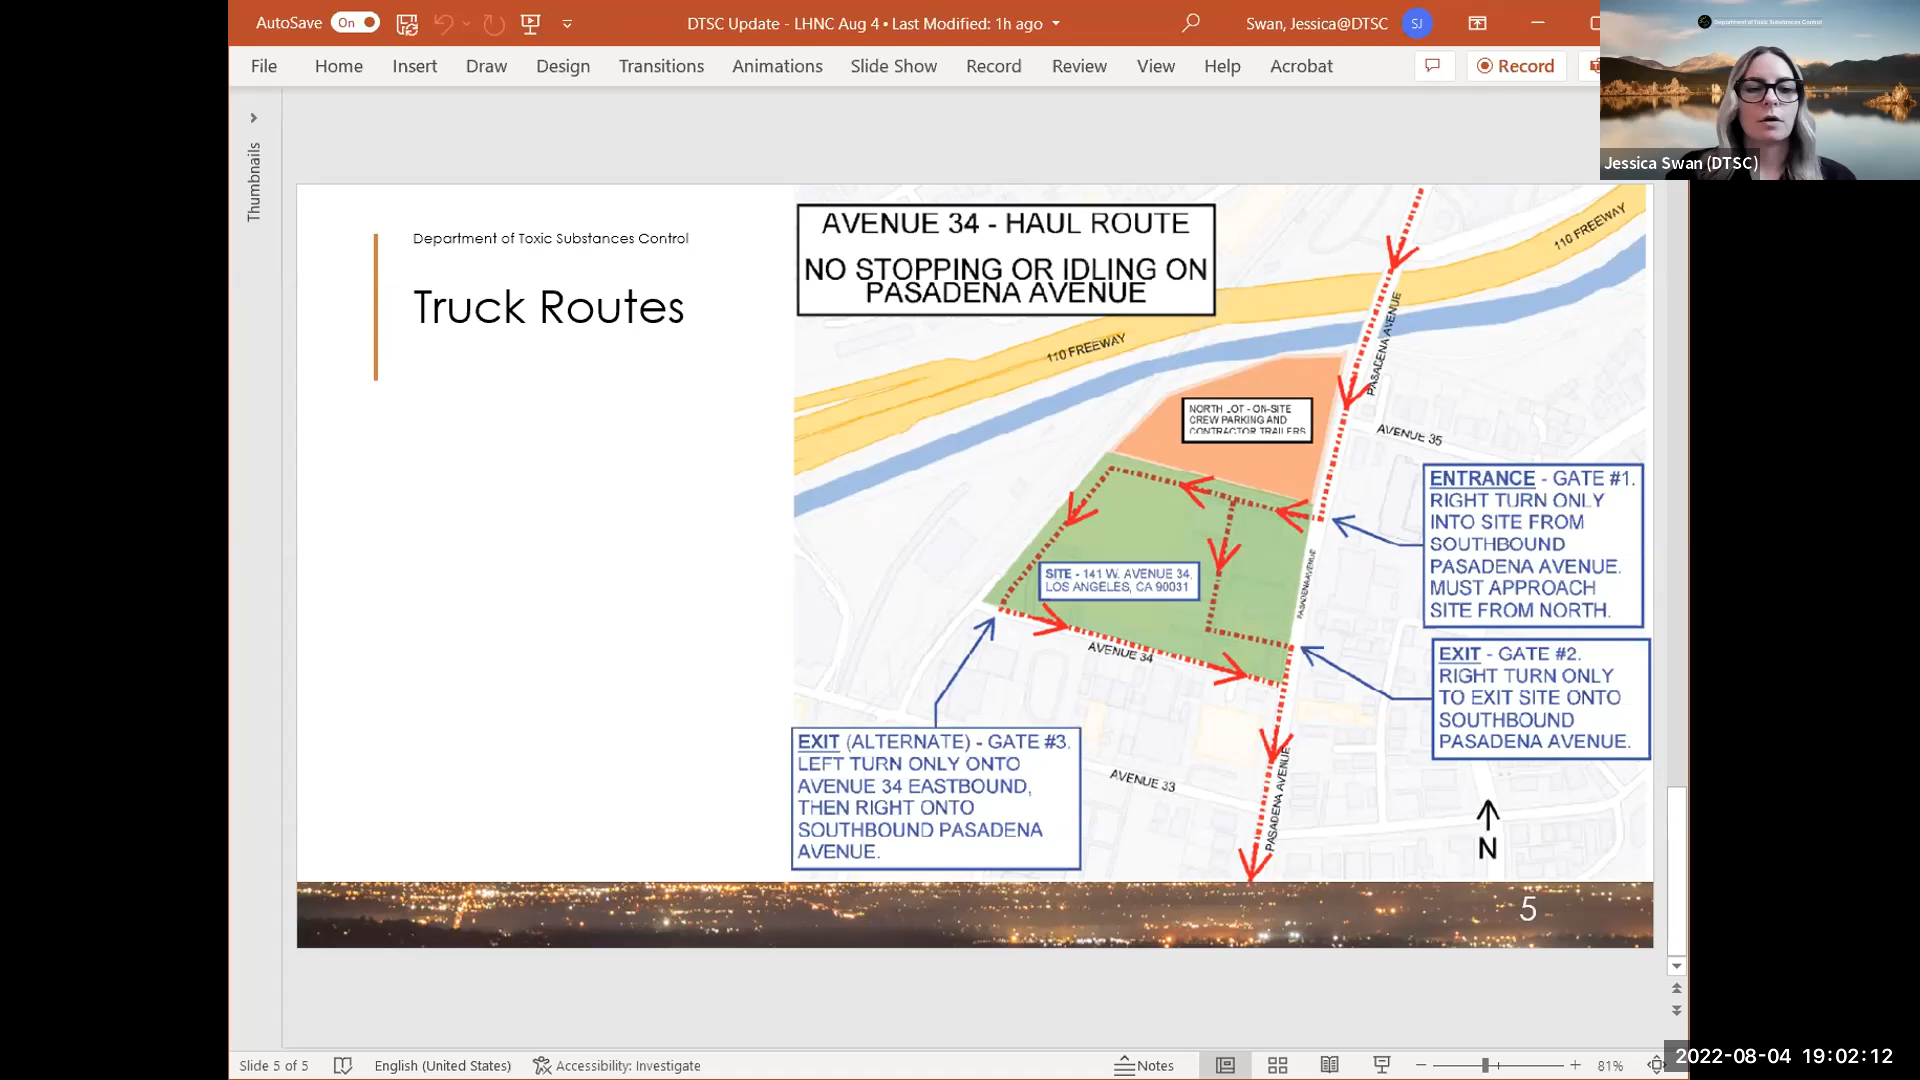 AutoSave On
DTSC Update - LHNC Aug 4 • Last Modified: 1h ago
Swan, Jessica@DTSC SJ
Department of Toxic Substances Control
File Home Insert Draw Design Transitions Animations Slide Show Record Review View Help Acrobat
Record
Jessica Swan (DTSC)
Thumbnails
Department of Toxic Substances Control
Truck Routes
AVENUE 34 - HAUL ROUTE
NO STOPPING OR IDLING ON
PASADENA AVENUE
110 FREEWAY
110 FREEWAY
PASADENA AVENUE
NORTH LOT - ON-SITE
CREW PARKING AND
CONTRACTOR TRAILERS
AVENUE 35
ENTRANCE - GATE #1.
RIGHT TURN ONLY
INTO SITE FROM
SOUTHBOUND
PASADENA AVENUE.
MUST APPROACH
SITE FROM NORTH.
SITE - 141 W. AVENUE 34,
LOS ANGELES, CA 90031
PASADENA AVENUE
AVENUE 34
EXIT - GATE #2.
RIGHT TURN ONLY
TO EXIT SITE ONTO
SOUTHBOUND
PASADENA AVENUE.
EXIT (ALTERNATE) - GATE #3.
LEFT TURN ONLY ONTO
AVENUE 34 EASTBOUND,
THEN RIGHT ONTO
SOUTHBOUND PASADENA
AVENUE.
AVENUE 33
PASADENA AVENUE
N
5
Slide 5 of 5
English (United States)
Accessibility: Investigate
Notes
81%
2022-08-04 19:02:12